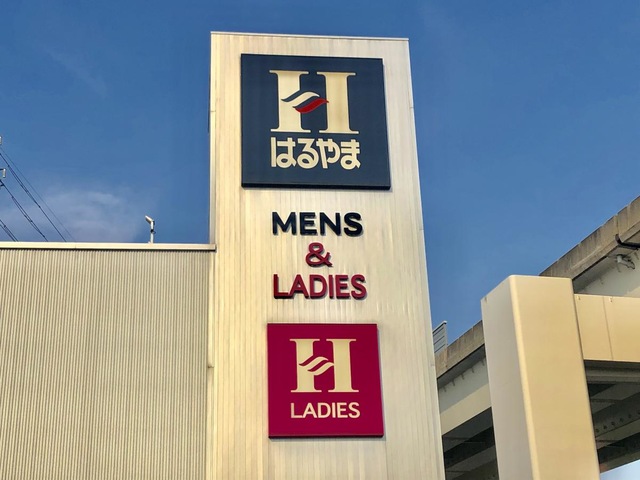 H
はるやま
MENS
&
LADIES
H
LADIES